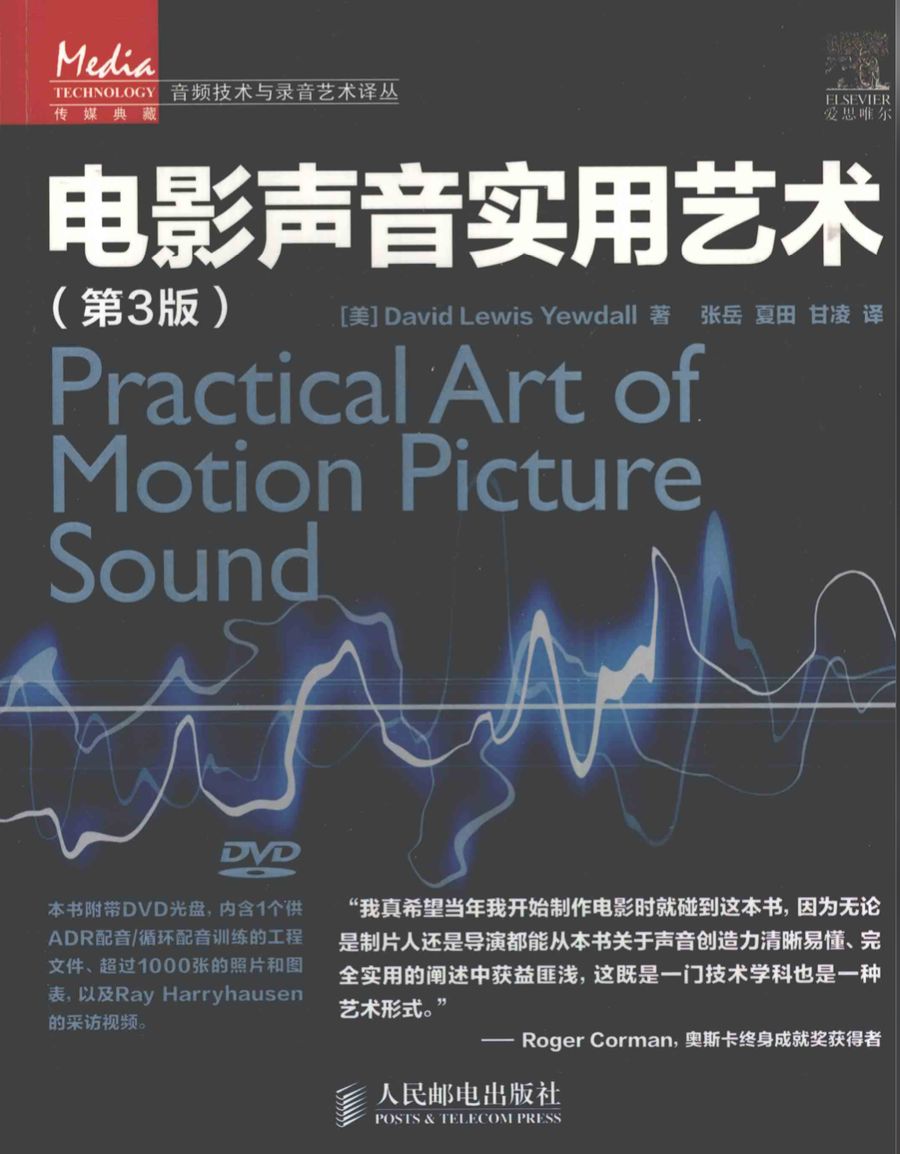 Media
TECHNOLOGY
传媒典藏
音频技术与录音艺术译丛
ELSEVIER
爱思唯尔
电影声音实用艺术
（第3版）
[美] David Lewis Yewdall 著 张岳 夏田 甘凌 译
Practical Art of
Motion Picture
Sound
DVD
本书附带DVD光盘，内含1个供
ADR配音/循环配音训练的工程
文件、超过1000张的照片和图
表，以及Ray Harryhausen
的采访视频。
“我真希望当年我开始制作电影时就碰到这本书，因为无论
是制片人还是导演都能从本书关于声音创造力清晰易懂、完
全实用的阐述中获益匪浅，这既是一门技术学科也是一种
艺术形式。”
—— Roger Corman，奥斯卡终身成就奖获得者
人民邮电出版社
POSTS & TELECOM PRESS